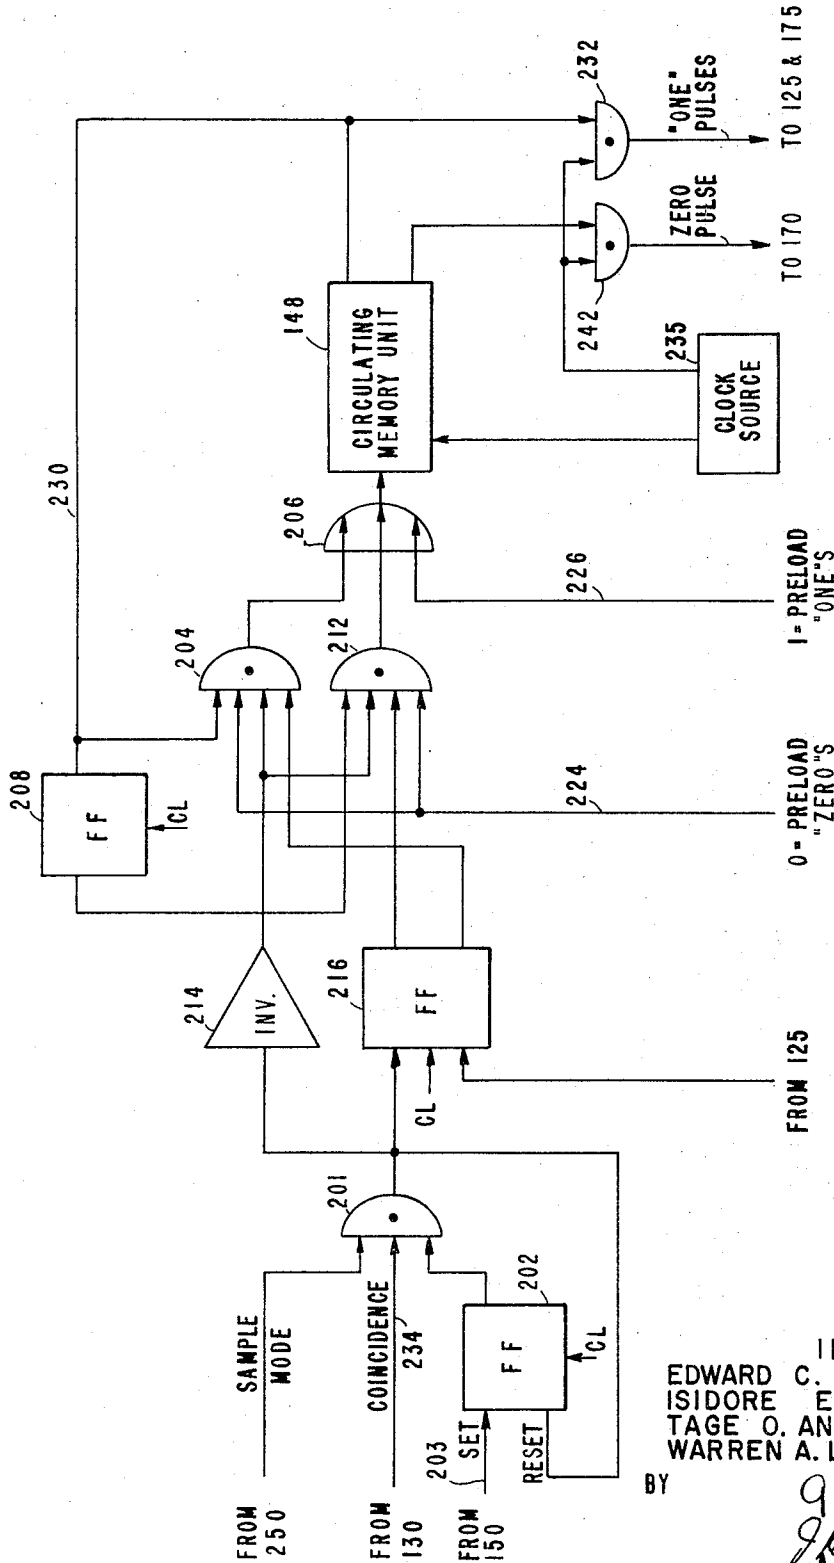 FROM
250
SAMPLE
MODE
FROM
130
COINCIDENCE
234
FROM
150
203
SET
RESET
FF
202
CL
201
214
INV.
216
FF
CL
FROM 125
208
FF
CL
230
204
212
224
0=PRELOAD
"ZERO"S
206
226
1=PRELOAD
"ONE"S
148
CIRCULATING
MEMORY UNIT
235
CLOCK
SOURCE
242
232
ZERO
PULSE
"ONE"
PULSES
TO 170
TO 125 & 175
EDWARD C.
ISIDORE E
TAGE O. AN
WARREN A. L
BY